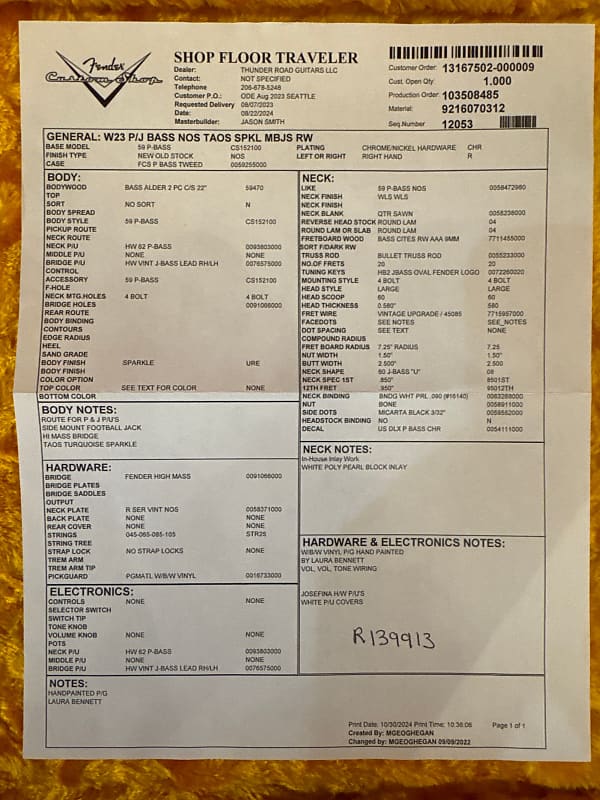 Fender
Custom Shop
SHOP FLOOR TRAVELER
Dealer: THUNDER ROAD GUITARS LLC
Contact: NOT SPECIFIED
Telephone 206-678-5248
Customer P.O.: ODE Aug 2023 SEATTLE
Requested Delivery 08/07/2023
Date: 08/22/2024
Masterbuilder: JASON SMITH
Customer Order: 13167502-000009
Cust. Open Qty: 1.000
Production Order: 103508485
Material: 9216070312
Seq.Number 12053
GENERAL: W23 P/J BASS NOS TAOS SPKL MBJS RW
BASE MODEL 59 P-BASS CS152100 PLATING CHROME/NICKEL HARDWARE CHR
FINISH TYPE NEW OLD STOCK NOS LEFT OR RIGHT RIGHT HAND R
CASE FCS P BASS TWEED 0059255000
BODY:
BODYWOOD BASS ALDER 2 PC C/S 22" 59470
TOP
SORT NO SORT N
BODY SPREAD
BODY STYLE 59 P-BASS CS152100
PICKUP ROUTE
NECK ROUTE
NECK P/U HW 62 P-BASS 0093803000
MIDDLE P/U NONE NONE
BRIDGE P/U HW VINT J-BASS LEAD RH/LH 0076575000
CONTROL
ACCESSORY 59 P-BASS CS152100
F-HOLE
NECK MTG.HOLES 4 BOLT 4 BOLT
BRIDGE HOLES 0091066000
REAR ROUTE
BODY BINDING
CONTOURS
EDGE RADIUS
HEEL
SAND GRADE
BODY FINISH SPARKLE URE
BODY FINISH
COLOR OPTION
TOP COLOR SEE TEXT FOR COLOR NONE
BOTTOM COLOR
BODY NOTES:
ROUTE FOR P & J P/U'S
SIDE MOUNT FOOTBALL JACK
HI MASS BRIDGE
TAOS TURQUOISE SPARKLE
HARDWARE:
BRIDGE FENDER HIGH MASS 0091066000
BRIDGE PLATES
BRIDGE SADDLES
OUTPUT
NECK PLATE R SER VINT NOS 0058371000
BACK PLATE NONE NONE
REAR COVER NONE NONE
STRINGS 045-065-085-105 STR25
STRING TREE
STRAP LOCK NO STRAP LOCKS NONE
TREM ARM
TREM ARM TIP
PICKGUARD PGMATL W/B/W VINYL 0016733000
ELECTRONICS:
CONTROLS NONE NONE
SELECTOR SWITCH
SWITCH TIP
TONE KNOB
VOLUME KNOB NONE NONE
POTS
NECK P/U HW 62 P-BASS 0093803000
MIDDLE P/U NONE NONE
BRIDGE P/U HW VINT J-BASS LEAD RH/LH 0076575000
NECK:
LIKE 59 P-BASS NOS 0058472960
NECK FINISH WLS WLS
NECK FINISH
NECK BLANK QTR SAWN 0058238000
REVERSE HEAD STOCK ROUND LAM 04
ROUND LAM OR SLAB ROUND LAM 04
FRETBOARD WOOD BASS CITES RW AAA 9MM 7711455000
SORT F/DARK RW
TRUSS ROD BULLET TRUSS ROD 0055233000
NO.OF FRETS 20 20
TUNING KEYS HB2 JBASS OVAL FENDER LOGO 0072260020
MOUNTING STYLE 4 BOLT 4 BOLT
HEAD STYLE LARGE LARGE
HEAD SCOOP 60 60
HEAD THICKNESS 0.580" 580
FRET WIRE VINTAGE UPGRADE / 45085 7715957000
FACEDOTS SEE NOTES SEE_NOTES
DOT SPACING SEE TEXT NONE
COMPOUND RADIUS
FRET BOARD RADIUS 7.25" RADIUS 7.25
NUT WIDTH 1.50" 1.50"
BUTT WIDTH 2.500" 2.500
NECK SHAPE 60 J-BASS "U" 08
NECK SPEC 1ST .850" 8501ST
12TH FRET .950" 95012TH
NECK BINDING BNDG WHT PRL .090 (#16140) 0063288000
NUT BONE 0058911000
SIDE DOTS MICARTA BLACK 3/32" 0059552000
HEADSTOCK BINDING NO N
DECAL US DLX P BASS CHR 0054111000
NECK NOTES:
In-House Inlay Work
WHITE POLY PEARL BLOCK INLAY
HARDWARE & ELECTRONICS NOTES:
W/B/W VINYL P/G HAND PAINTED
BY LAURA BENNETT
VOL, VOL, TONE WIRING
JOSEFINA H/W P/U'S
WHITE P/U COVERS
R139913
NOTES:
HANDPAINTED P/G
LAURA BENNETT
Print Date: 10/30/2024 Print Time: 10:36:06 Page 1 of 1
Created By: MGEOGHEGAN
Changed by: MGEOGHEGAN 09/09/2022